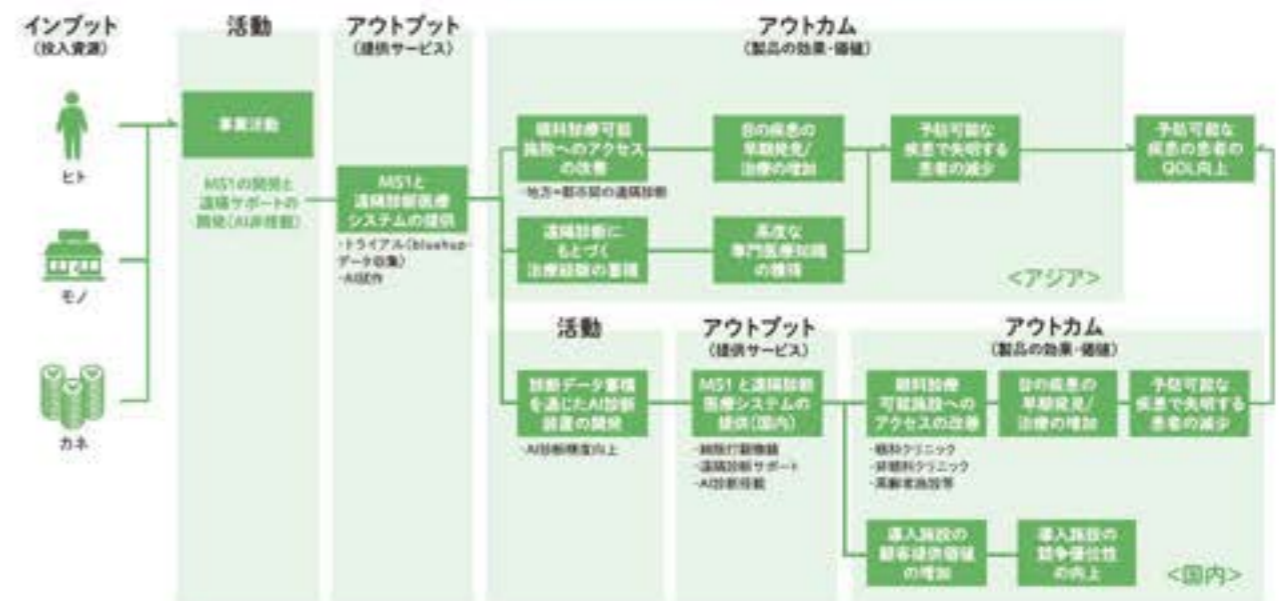 インプット
(投入資源)
ヒト
モノ
カネ
活動
事業活動
MS1の開発と
遠隔サポートの
開発(AI非搭載)
アウトプット
(提供サービス)
MS1と
遠隔診断医療
システムの提供
・トライアル(
データ収集)
・AI試作
アウトカム
(製品の効果・価値)
眼科診療可能
施設へのアクセス
の改善
・地方=都市間の遠隔診断
目の疾患の
早期発見/
治療の増加
予防可能な
疾患で失明する
患者の減少
予防可能な
疾患の患者の
QOL向上
遠隔診断に
もとづく
治療経験の蓄積
高度な
専門医療知識
の獲得
<アジア>
活動
診断データ蓄積
を通じたAI診断
装置の開発
・AI診断精度向上
アウトプット
(提供サービス)
MS1と遠隔診断
医療システムの
提供(国内)
・遠隔診断サポート
・AI診断搭載
アウトカム
(製品の効果・価値)
眼科診療
可能施設への
アクセスの改善
・眼科クリニック
・非眼科クリニック
・高齢者施設等
目の疾患の
早期発見/
治療の増加
予防可能な
疾患で失明する
患者の減少
導入施設の
顧客提供価値
の増加
導入施設の
競争優位性
の向上
<国内>